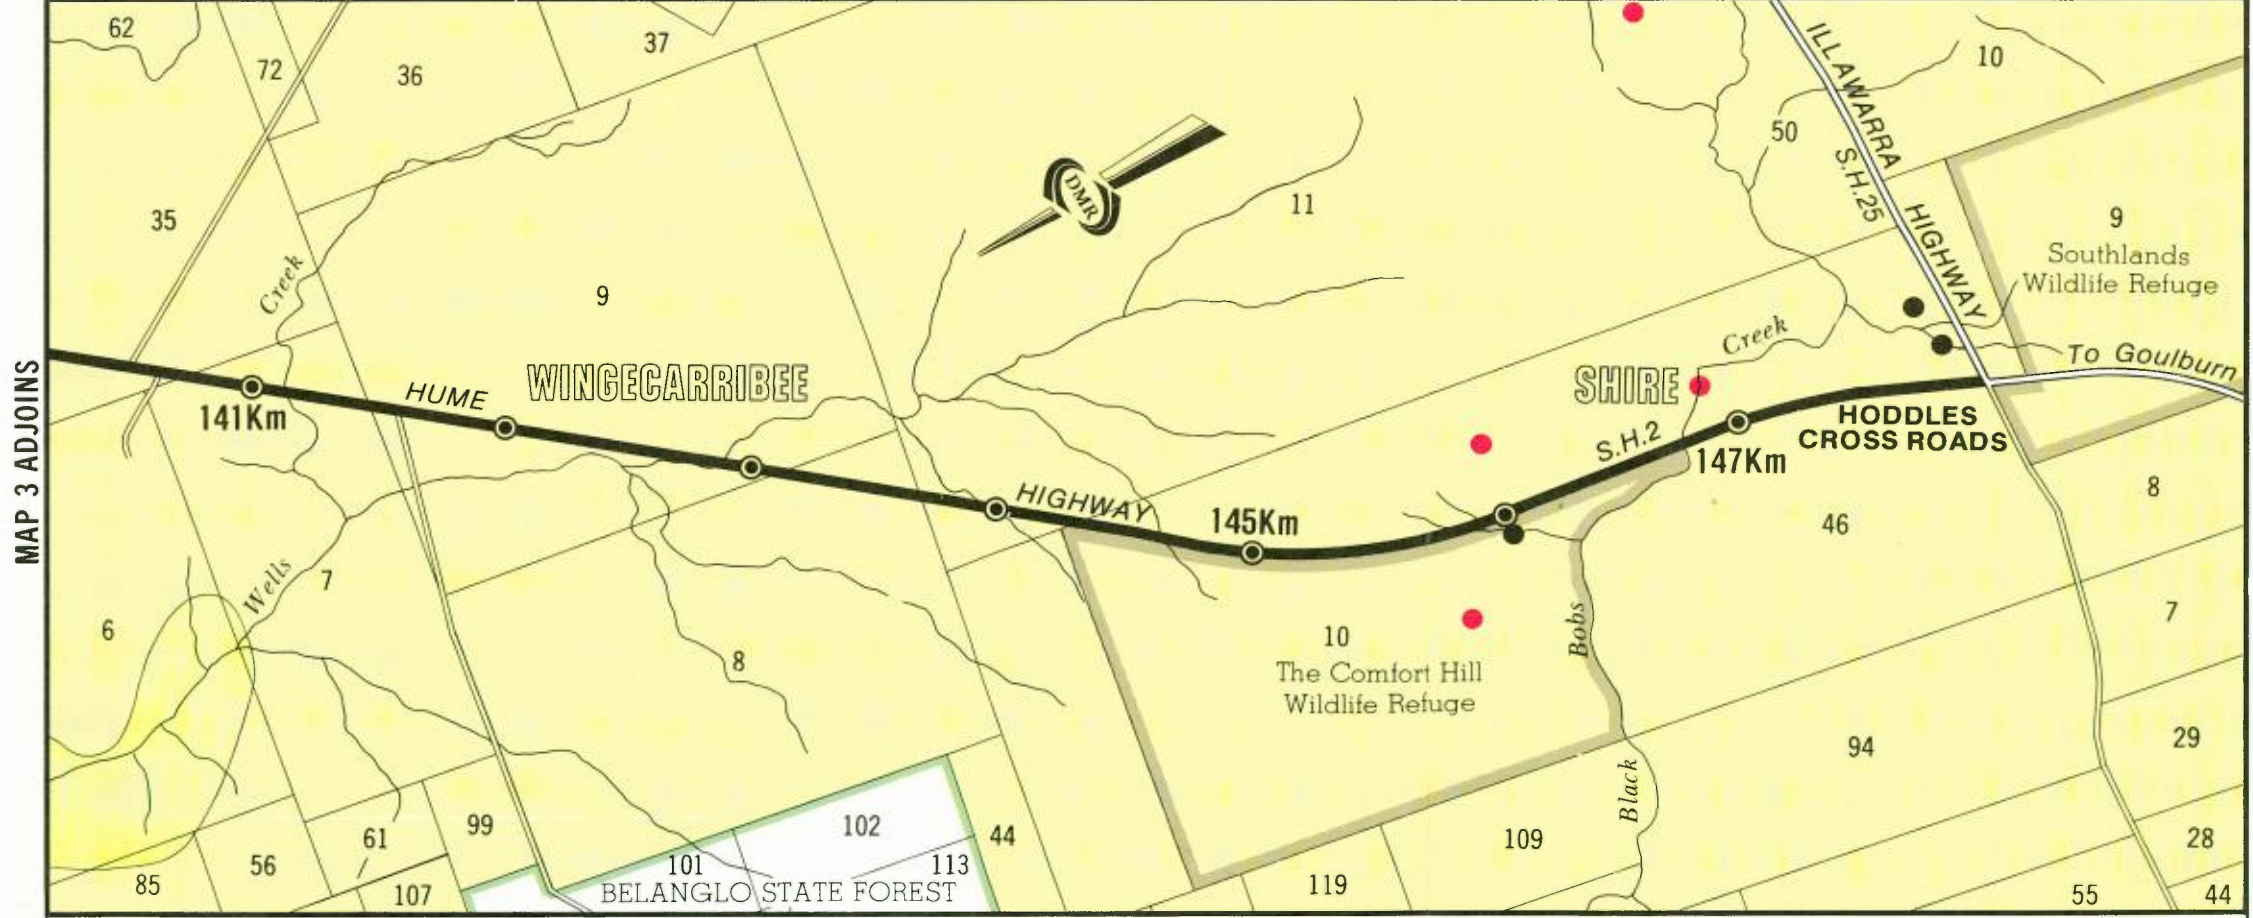 62
72
36
37
35
Creek
9
11
DMR
10
50
ILLAWARRA
S.H.25
HIGHWAY
9
Southlands
Wildlife Refuge
To Goulburn
MAP 3 ADJOINS
141Km
HUME
WINGECARRIBEE
HIGHWAY
145Km
SHIRE
Creek
S.H.2
147Km
HODDLES
CROSS ROADS
8
46
6
Wells
7
8
10
The Comfort Hill
Wildlife Refuge
Bobs
Black
7
29
94
28
99
61
56
85
107
101
102
113
BELANGLO STATE FOREST
44
109
119
55
44